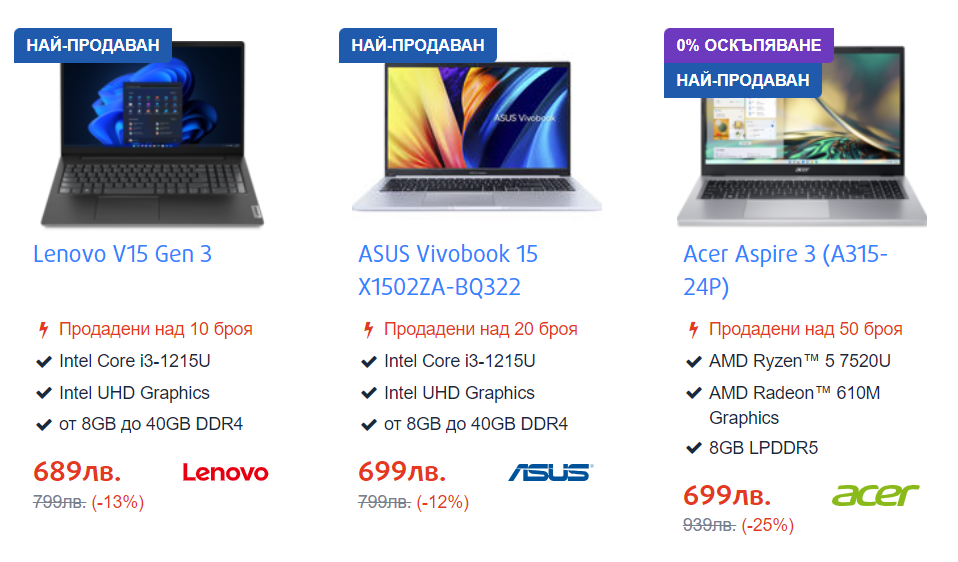 НАЙ-ПРОДАВАН
Lenovo V15 Gen 3
Продадени над 10 броя
Intel Core i3-1215U
Intel UHD Graphics
от 8GB до 40GB DDR4
689лв.
799лв. (-13%)
Lenovo
НАЙ-ПРОДАВАН
ASUS Vivobook
ASUS Vivobook 15
X1502ZA-BQ322
Продадени над 20 броя
Intel Core i3-1215U
Intel UHD Graphics
от 8GB до 40GB DDR4
699лв.
799лв. (-12%)
ASUS
0% ОСКЪПЯВАНЕ
НАЙ-ПРОДАВАН
acer
Acer Aspire 3 (A315-
24P)
Продадени над 50 броя
AMD Ryzen™ 5 7520U
AMD Radeon™ 610M
Graphics
8GB LPDDR5
699лв.
939лв. (-25%)
acer